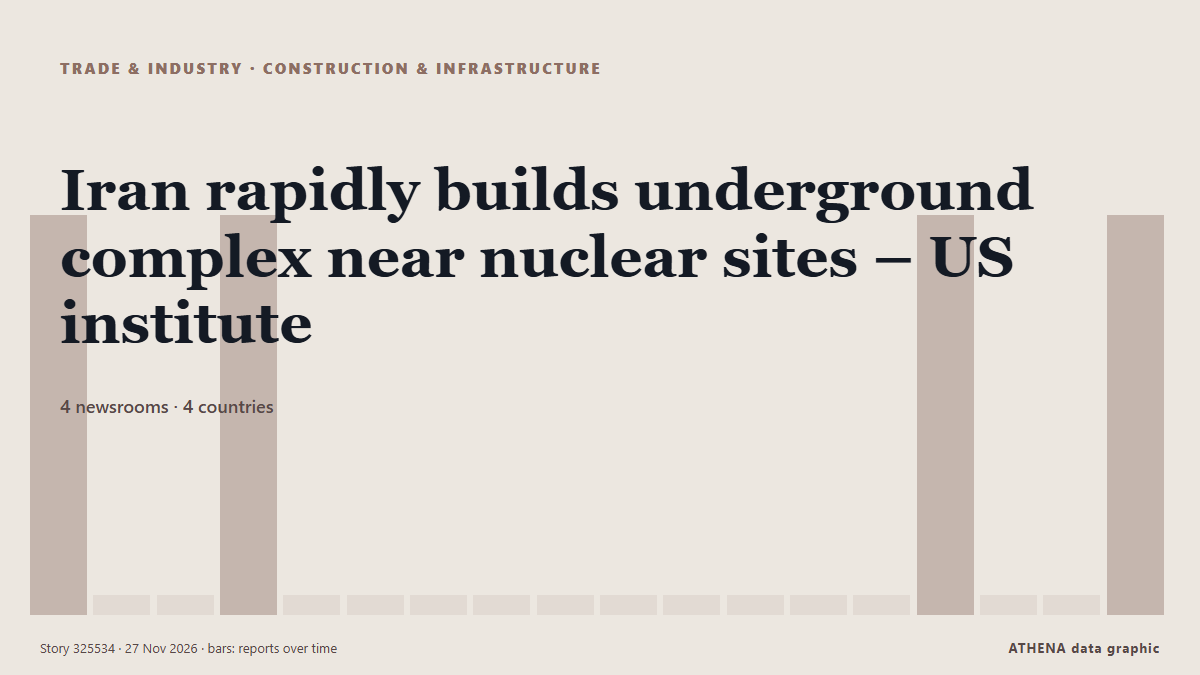 TRADE & INDUSTRY · CONSTRUCTION & INFRASTRUCTURE
Iran rapidly builds underground
complex near nuclear sites – US
institute
4 newsrooms · 4 countries
Story 325534 · 27 Nov 2026 · bars: reports over time
ATHENA data graphic